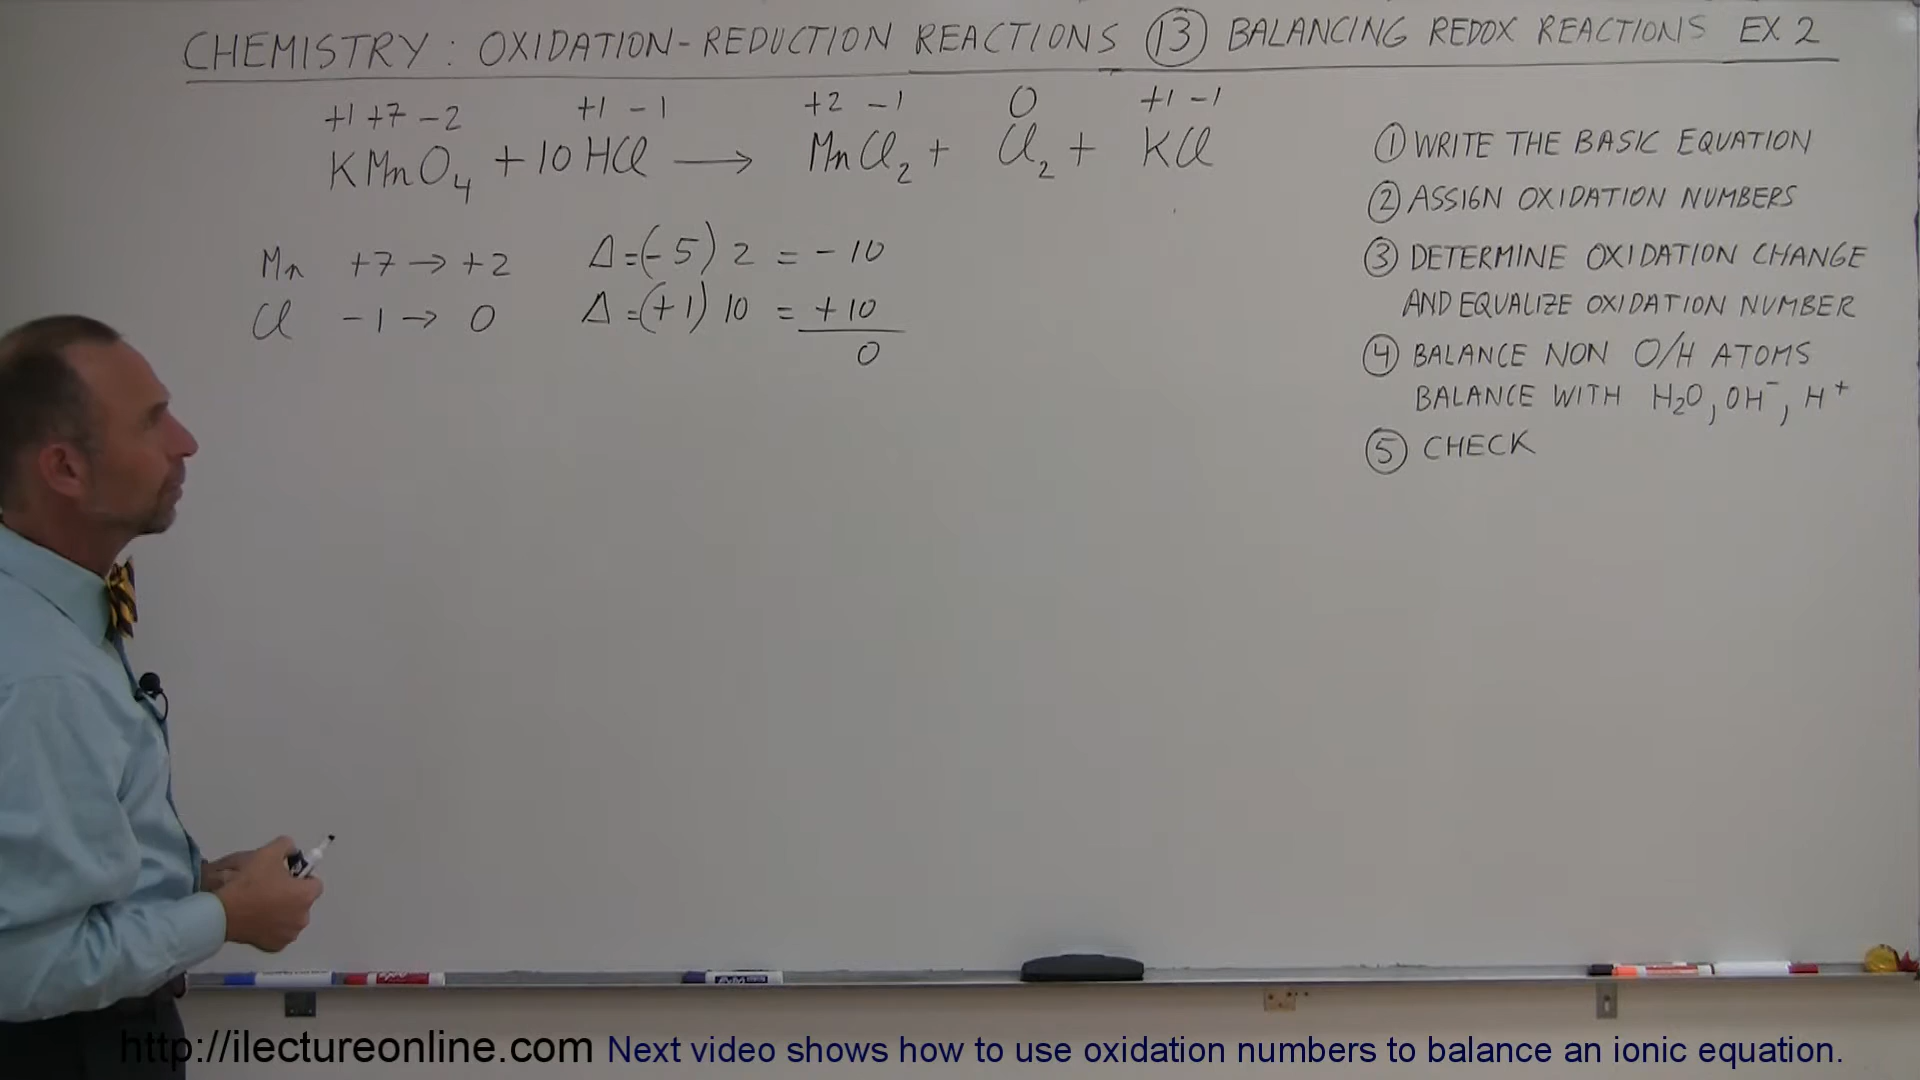 CHEMISTRY : OXIDATION-REDUCTION REACTIONS ⑬ BALANCING REDOX REACTIONS EX 2
+1 +7 -2 +1 -1 +2 -1 0 +1 -1
KMnO₄ + 10 HCl → MnCl₂ + Cl₂ + KCl
Mn +7 → +2 Δ=(-5) 2 = -10
Cl -1 → 0 Δ=(+1) 10 = +10
0
① WRITE THE BASIC EQUATION
② ASSIGN OXIDATION NUMBERS
③ DETERMINE OXIDATION CHANGE
AND EQUALIZE OXIDATION NUMBER
④ BALANCE NON O/H ATOMS
BALANCE WITH H₂O, OH⁻, H⁺
⑤ CHECK
http://ilectureonline.com Next video shows how to use oxidation numbers to balance an ionic equation.